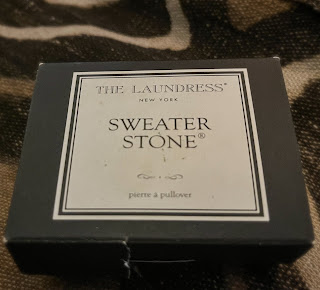 THE LAUNDRESS®
NEW YORK
SWEATER
STONE®
pierre à pullover